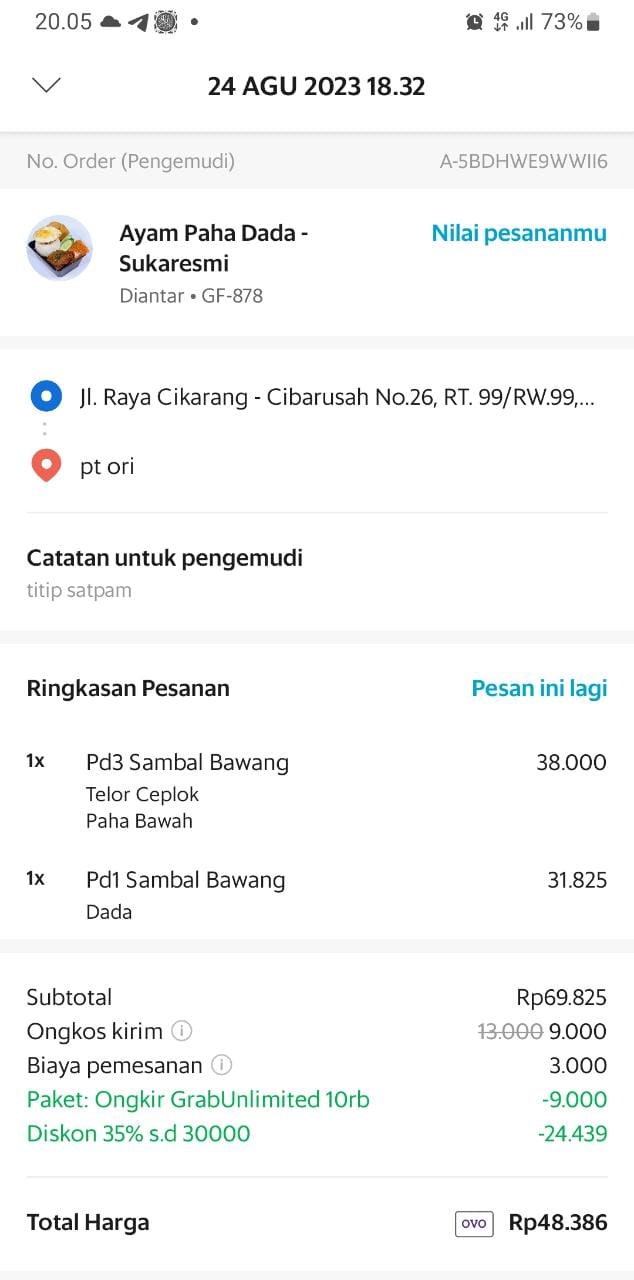 20.05
4G
73%
24 AGU 2023 18.32
No. Order (Pengemudi) A-5BDHWE9WWII6
Ayam Paha Dada - Nilai pesananmu
Sukaresmi
Diantar • GF-878
Jl. Raya Cikarang - Cibarusah No.26, RT. 99/RW.99,...
pt ori
Catatan untuk pengemudi
titip satpam
Ringkasan Pesanan Pesan ini lagi
1x Pd3 Sambal Bawang 38.000
Telor Ceplok
Paha Bawah
1x Pd1 Sambal Bawang 31.825
Dada
Subtotal Rp69.825
Ongkos kirim 13.000 9.000
Biaya pemesanan 3.000
Paket: Ongkir GrabUnlimited 10rb -9.000
Diskon 35% s.d 30000 -24.439
Total Harga OVO Rp48.386